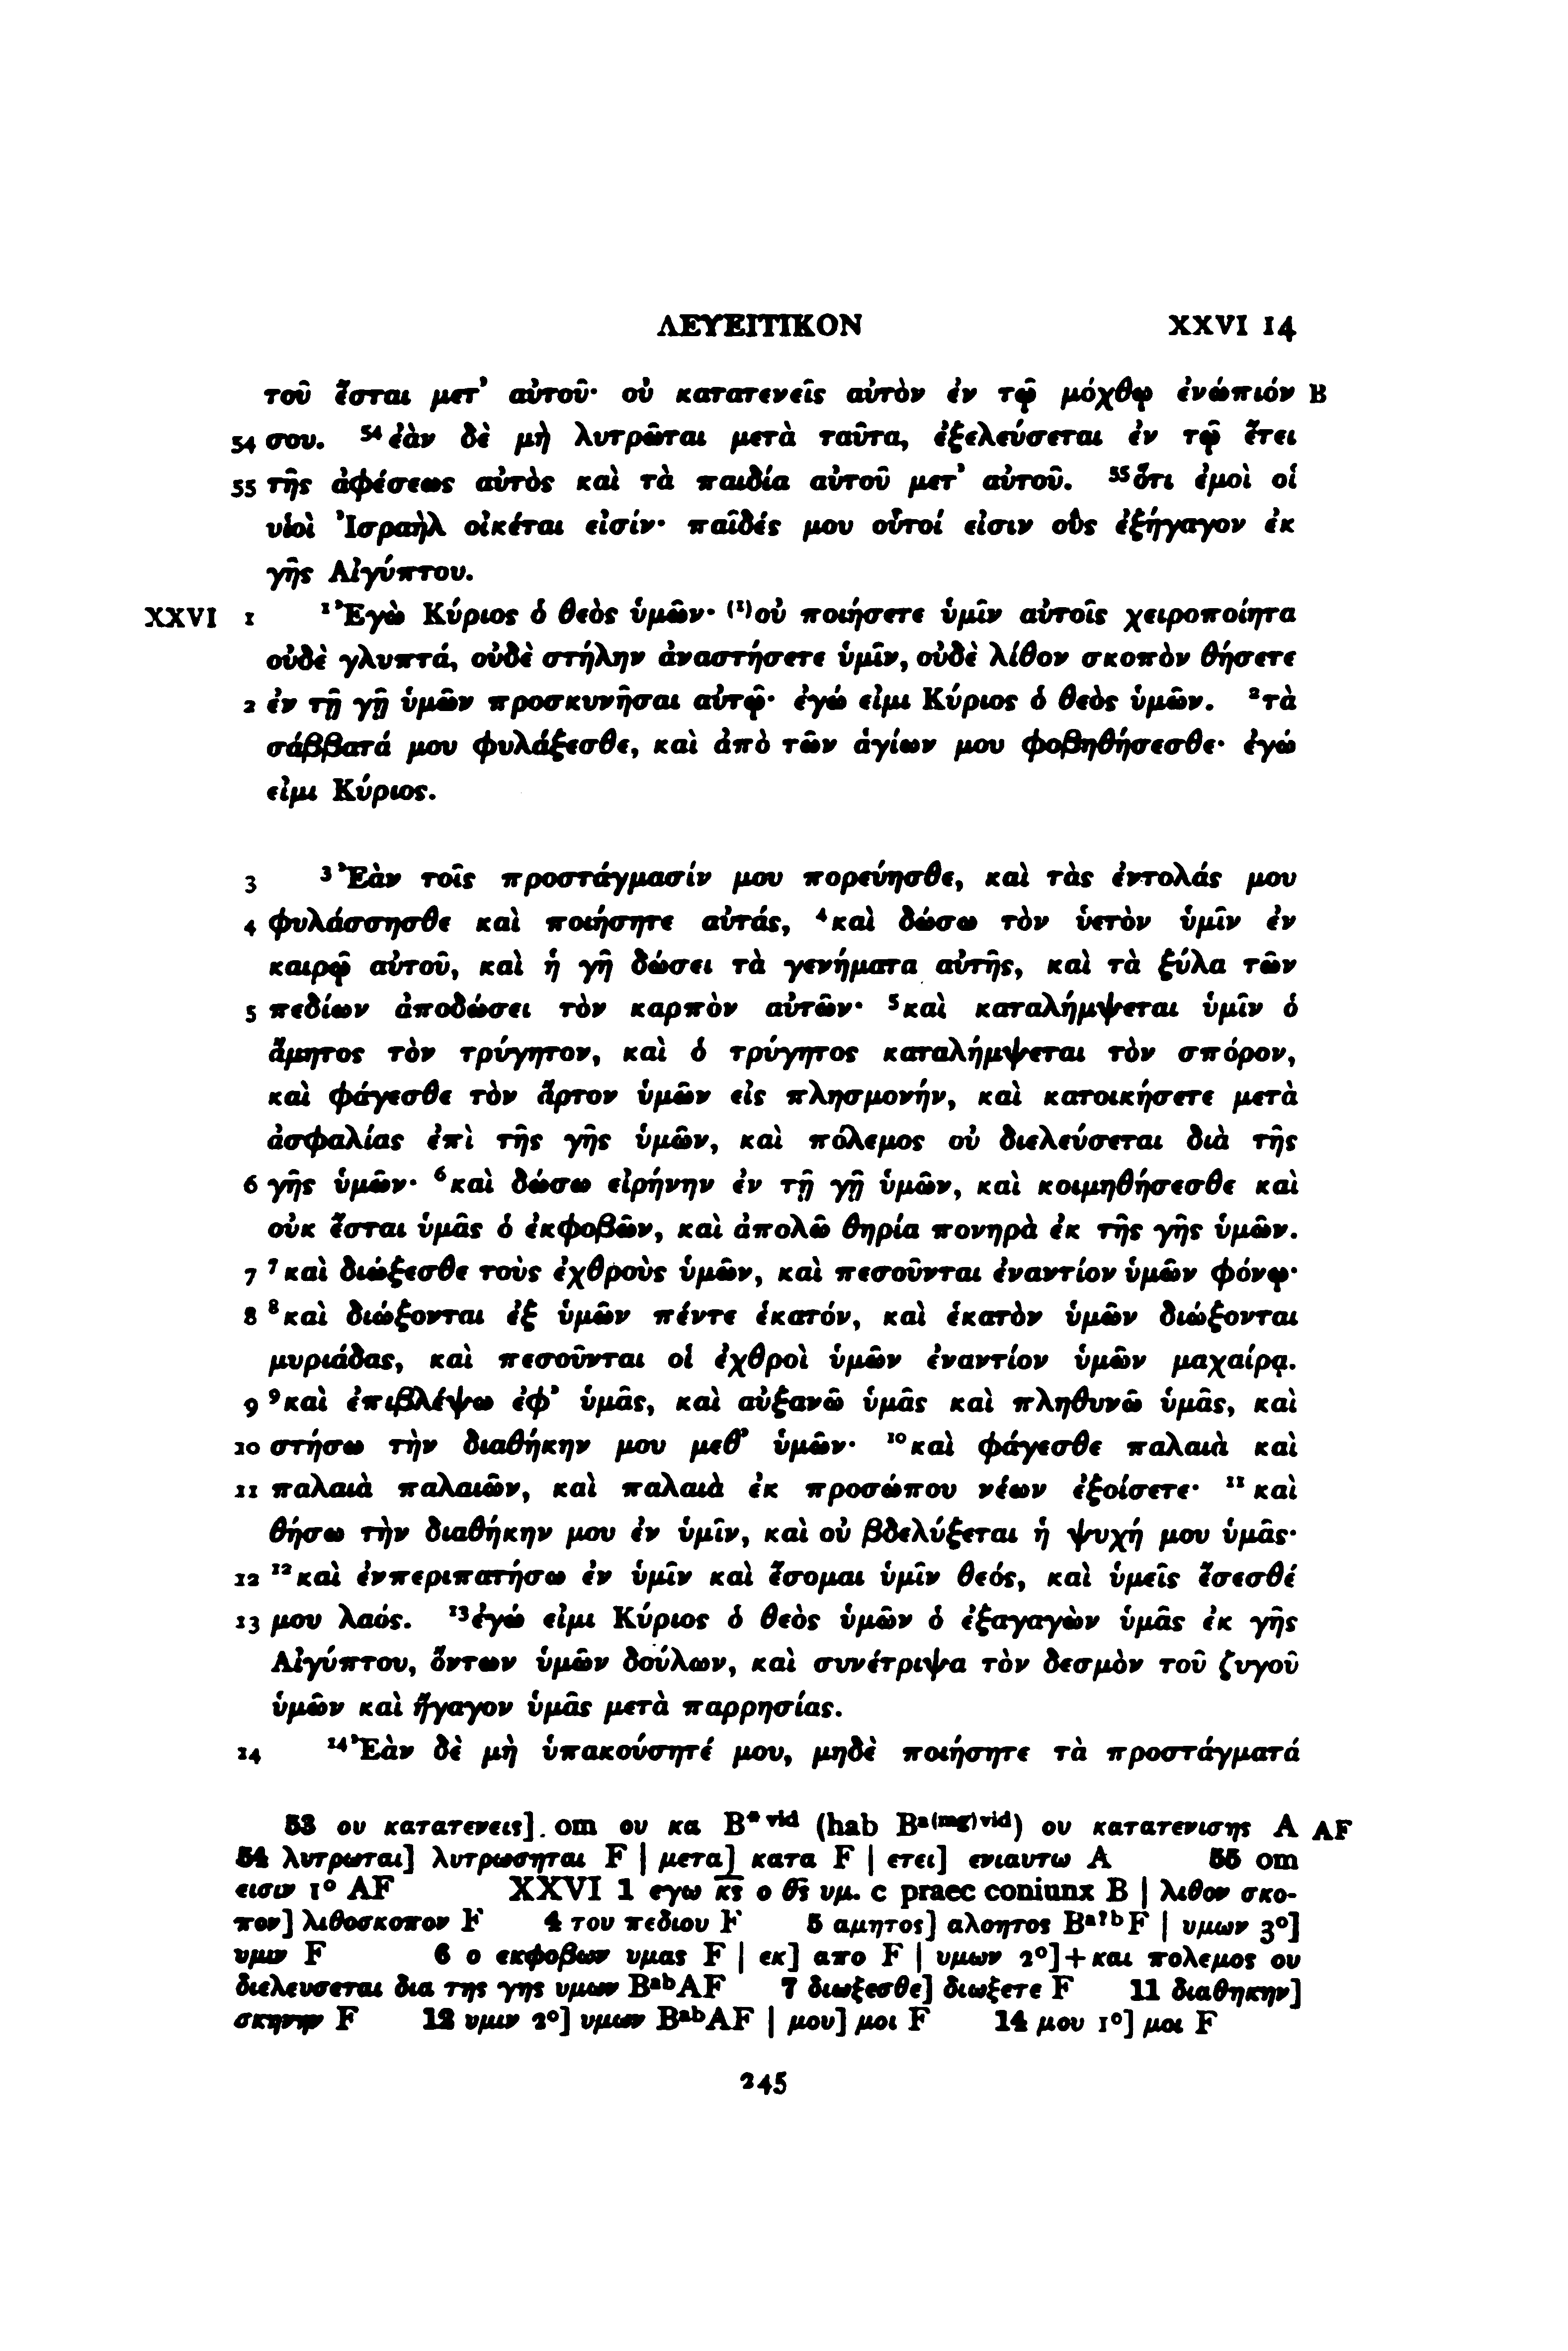 ΛΕΥΕΙΤΙΚΟΝ XXVI 14
τοῦ ἔσται μετ’ αὐτοῦ· οὐ κατατενεῖς αὐτὸν ἐν τῷ μόχθῳ ἐνώπιόν B
54 σου. ⁵⁴ἐὰν δὲ μὴ λυτρῶται μετὰ ταῦτα, ἐξελεύσεται ἐν τῷ ἔτει
55 τῆς ἀφέσεως αὐτὸς καὶ τὰ παιδία αὐτοῦ μετ’ αὐτοῦ. ⁵⁵ὅτι ἐμοὶ οἱ
υἱοὶ Ἰσραὴλ οἰκέται εἰσίν· παῖδές μου οὗτοί εἰσιν οὓς ἐξήγαγον ἐκ
γῆς Αἰγύπτου.
XXVI 1 ¹Ἐγὼ Κύριος ὁ θεὸς ὑμῶν· ⁽¹⁾οὐ ποιήσετε ὑμῖν αὐτοῖς χειροποίητα
οὐδὲ γλυπτά, οὐδὲ στήλην ἀναστήσετε ὑμῖν, οὐδὲ λίθον σκοπὸν θήσετε
2 ἐν τῇ γῇ ὑμῶν προσκυνῆσαι αὐτῷ· ἐγώ εἰμι Κύριος ὁ θεὸς ὑμῶν. ²τὰ
σάββατά μου φυλάξεσθε, καὶ ἀπὸ τῶν ἁγίων μου φοβηθήσεσθε· ἐγώ
εἰμι Κύριος.
3 ³Ἐὰν τοῖς προστάγμασίν μου πορεύησθε, καὶ τὰς ἐντολάς μου
4 φυλάσσησθε καὶ ποιήσητε αὐτάς, ⁴καὶ δώσω τὸν ὑετὸν ὑμῖν ἐν
καιρῷ αὐτοῦ, καὶ ἡ γῆ δώσει τὰ γενήματα αὐτῆς, καὶ τὰ ξύλα τῶν
5 πεδίων ἀποδώσει τὸν καρπὸν αὐτῶν· ⁵καὶ καταλήμψεται ὑμῖν ὁ
ἄμητος τὸν τρύγητον, καὶ ὁ τρύγητος καταλήμψεται τὸν σπόρον,
καὶ φάγεσθε τὸν ἄρτον ὑμῶν εἰς πλησμονήν, καὶ κατοικήσετε μετὰ
ἀσφαλίας ἐπὶ τῆς γῆς ὑμῶν, καὶ πόλεμος οὐ διελεύσεται διὰ τῆς
6 γῆς ὑμῶν· ⁶καὶ δώσω εἰρήνην ἐν τῇ γῇ ὑμῶν, καὶ κοιμηθήσεσθε καὶ
οὐκ ἔσται ὑμᾶς ὁ ἐκφοβῶν, καὶ ἀπολῶ θηρία πονηρὰ ἐκ τῆς γῆς ὑμῶν.
7 ⁷καὶ διώξεσθε τοὺς ἐχθροὺς ὑμῶν, καὶ πεσοῦνται ἐναντίον ὑμῶν φόνῳ·
8 ⁸καὶ διώξονται ἐξ ὑμῶν πέντε ἑκατόν, καὶ ἑκατὸν ὑμῶν διώξονται
μυριάδας, καὶ πεσοῦνται οἱ ἐχθροὶ ὑμῶν ἐναντίον ὑμῶν μαχαίρᾳ.
9 ⁹καὶ ἐπιβλέψω ἐφ’ ὑμᾶς, καὶ αὐξανῶ ὑμᾶς καὶ πληθυνῶ ὑμᾶς, καὶ
10 στήσω τὴν διαθήκην μου μεθ’ ὑμῶν· ¹⁰καὶ φάγεσθε παλαιὰ καὶ
11 παλαιὰ παλαιῶν, καὶ παλαιὰ ἐκ προσώπου νέων ἐξοίσετε· ¹¹καὶ
θήσω τὴν διαθήκην μου ἐν ὑμῖν, καὶ οὐ βδελύξεται ἡ ψυχή μου ὑμᾶς·
12 ¹²καὶ ἐνπεριπατήσω ἐν ὑμῖν καὶ ἔσομαι ὑμῖν θεός, καὶ ὑμεῖς ἔσεσθέ
13 μου λαός. ¹³ἐγώ εἰμι Κύριος ὁ θεὸς ὑμῶν ὁ ἐξαγαγὼν ὑμᾶς ἐκ γῆς
Αἰγύπτου, ὄντων ὑμῶν δούλων, καὶ συνέτριψα τὸν δεσμὸν τοῦ ζυγοῦ
ὑμῶν καὶ ἤγαγον ὑμᾶς μετὰ παρρησίας.
14 ¹⁴Ἐὰν δὲ μὴ ὑπακούσητέ μου, μηδὲ ποιήσητε τὰ προστάγματά
53 ου κατατενεις]. om ου κα B*ᵛⁱᵈ (hab Bᵃ⁽ᵐᵍ⁾ᵛⁱᵈ) ου κατατενισης A AF
54 λυτρωται] λυτρωσηται F | μετα] κατα F | ετει] ενιαυτω A 55 om
εισιν 1° AF XXVI 1 εγω κ̅ς̅ ο θ̅ς̅ υμ. c praec coniunx B | λιθον σκο-
πον] λιθοσκοπον F 4 του πεδιου F 5 αμητος] αλοητος Bᵃ?ᵇF | υμων 3°]
υμιν F 6 ο εκφοβων υμας F | εκ] απο F | υμων 2°]+και πολεμος ου
διελευσεται δια της γης υμων BᵃᵇAF 7 διωξεσθε] διωξετε F 11 διαθηκην]
σκηνην F 12 υμιν 2°] υμων BᵃᵇAF | μου] μοι F 14 μου 1°] μοι F
245